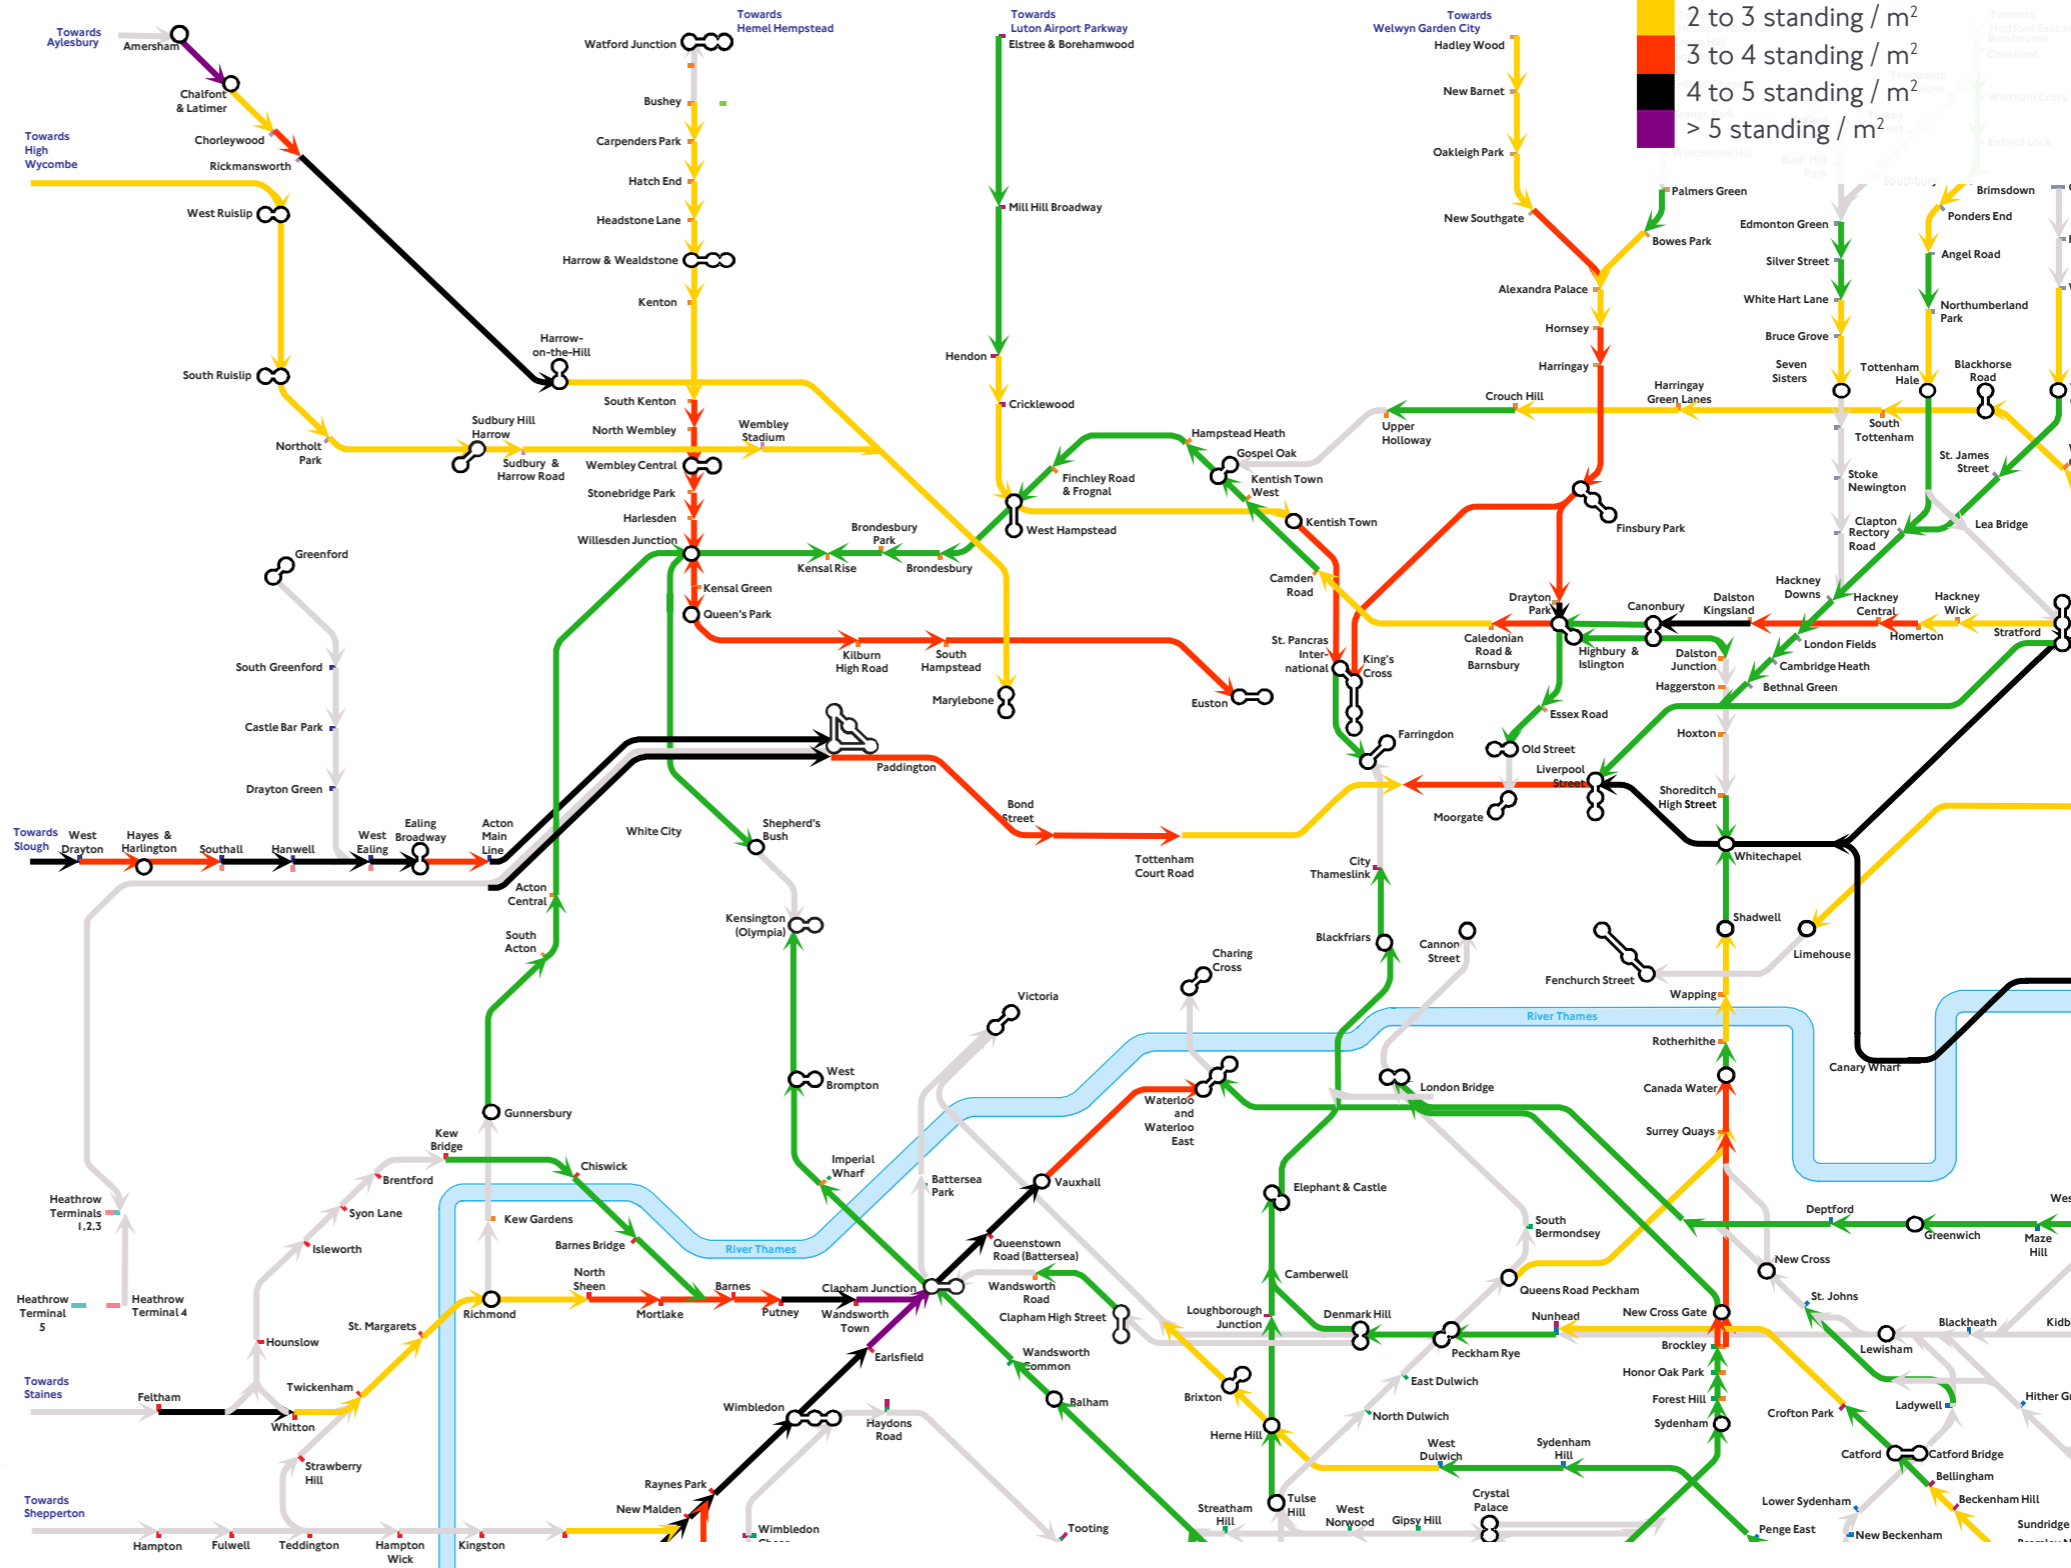 Towards
Aylesbury
Amersham
Chalfont
& Latimer
Chorleywood
Rickmansworth
Towards
High
Wycombe
West Ruislip
South Ruislip
Northolt
Park
Sudbury Hill
Harrow
Sudbury &
Harrow Road
Harrow-
on-the-Hill
Wembley
Stadium
Watford Junction
Towards
Hemel Hempstead
Bushey
Carpenders Park
Hatch End
Headstone Lane
Harrow & Wealdstone
Kenton
South Kenton
North Wembley
Wembley Central
Stonebridge Park
Harlesden
Willesden Junction
Kensal Green
Queen's Park
Kilburn
High Road
South
Hampstead
Euston
Marylebone
Towards
Luton Airport Parkway
Elstree & Borehamwood
Mill Hill Broadway
Hendon
Cricklewood
West Hampstead
Finchley Road
& Frognal
Hampstead Heath
Gospel Oak
Kentish Town
West
Kentish Town
Camden
Road
Brondesbury
Park
Kensal Rise
Brondesbury
Upper
Holloway
Crouch Hill
Harringay
Green Lanes
South
Tottenham
Blackhorse
Road
Towards
Welwyn Garden City
Hadley Wood
New Barnet
Oakleigh Park
New Southgate
Alexandra Palace
Hornsey
Harringay
Finsbury Park
Palmers Green
Bowes Park
2 to 3 standing / m²
3 to 4 standing / m²
4 to 5 standing / m²
> 5 standing / m²
Towards
Hertford East
Cheshunt
Waltham Cross
Enfield Lock
Winchmore Hill
Bush Hill
Park
Southbury
Brimsdown
Ponders End
Angel Road
Northumberland
Park
Tottenham
Hale
Edmonton Green
Silver Street
White Hart Lane
Bruce Grove
Seven
Sisters
Stoke
Newington
Rectory
Road
St. James
Street
Clapton
Lea Bridge
Hackney
Downs
London Fields
Cambridge Heath
Bethnal Green
Stratford
Hackney
Wick
Homerton
Hackney
Central
Dalston
Kingsland
Canonbury
Highbury &
Islington
Caledonian
Road &
Barnsbury
Drayton
Park
Essex Road
Old Street
Moorgate
Dalston
Junction
Haggerston
Hoxton
Shoreditch
High Street
Whitechapel
Shadwell
Wapping
Rotherhithe
Canada Water
Surrey Quays
Liverpool
Street
St. Pancras
Inter-
national
King's
Cross
Farringdon
City
Thameslink
Blackfriars
Cannon
Street
Fenchurch Street
Limehouse
Canary Wharf
Greenford
South Greenford
Castle Bar Park
Drayton Green
Towards
Slough
West
Drayton
Hayes &
Harlington
Southall
Hanwell
West
Ealing
Ealing
Broadway
Acton
Main
Line
Paddington
Bond
Street
Tottenham
Court Road
White City
Shepherd's
Bush
Kensington
(Olympia)
West
Brompton
Imperial
Wharf
Acton
Central
South
Acton
Gunnersbury
Kew Gardens
Richmond
Heathrow
Terminals
1,2,3
Heathrow
Terminal
5
Heathrow
Terminal 4
Kew
Bridge
Brentford
Syon Lane
Isleworth
Hounslow
Chiswick
Barnes Bridge
North
Sheen
Mortlake
Barnes
Putney
Wandsworth
Town
Clapham Junction
St. Margarets
Twickenham
Whitton
Feltham
Towards
Staines
Strawberry
Hill
Towards
Shepperton
Hampton
Fulwell
Teddington
Hampton
Wick
Kingston
New Malden
Raynes Park
Wimbledon
Earlsfield
Haydons
Road
Wimbledon
Tooting
River Thames
River Thames
Victoria
Charing
Cross
Waterloo
and
Waterloo
East
London Bridge
Battersea
Park
Vauxhall
Queenstown
Road (Battersea)
Wandsworth
Road
Clapham High Street
Wandsworth
Common
Balham
Elephant & Castle
Camberwell
Loughborough
Junction
Denmark Hill
Peckham Rye
Nunhead
Queens Road Peckham
South
Bermondsey
East Dulwich
North Dulwich
Brixton
Herne Hill
Tulse
Hill
West
Dulwich
Sydenham
Hill
Streatham
Hill
West
Norwood
Gipsy Hill
Crystal
Palace
New Cross Gate
Brockley
Honor Oak Park
Forest Hill
Sydenham
New Cross
Deptford
Greenwich
Maze
Hill
St. Johns
Lewisham
Blackheath
Ladywell
Crofton Park
Catford
Catford Bridge
Bellingham
Beckenham Hill
Lower Sydenham
New Beckenham
Penge East
Sundridge